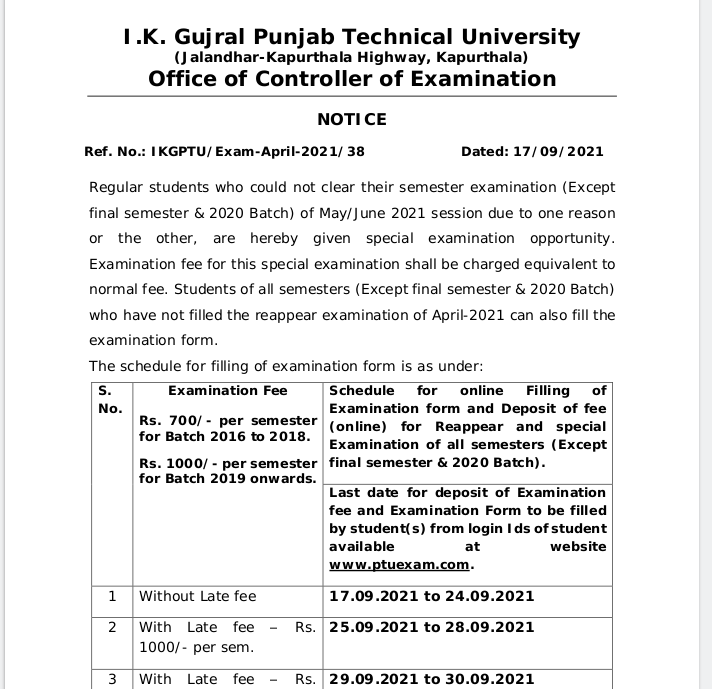 I.K. Gujral Punjab Technical University
(Jalandhar-Kapurthala Highway, Kapurthala)
Office of Controller of Examination
NOTICE
Ref. No.: IKGPTU/Exam-April-2021/38 Dated: 17/09/2021
Regular students who could not clear their semester examination (Except
final semester & 2020 Batch) of May/June 2021 session due to one reason
or the other, are hereby given special examination opportunity.
Examination fee for this special examination shall be charged equivalent to
normal fee. Students of all semesters (Except final semester & 2020 Batch)
who have not filled the reappear examination of April-2021 can also fill the
examination form.
The schedule for filling of examination form is as under:
S.
No.
Examination Fee
Rs. 700/- per semester
for Batch 2016 to 2018.
Rs. 1000/- per semester
for Batch 2019 onwards.
Schedule for online Filling of
Examination form and Deposit of fee
(online) for Reappear and special
Examination of all semesters (Except
final semester & 2020 Batch).
Last date for deposit of Examination
fee and Examination Form to be filled
by student(s) from login Ids of student
available at website
www.ptuexam.com.
1 Without Late fee 17.09.2021 to 24.09.2021
2 With Late fee – Rs. 25.09.2021 to 28.09.2021
1000/- per sem.
3 With Late fee – Rs. 29.09.2021 to 30.09.2021